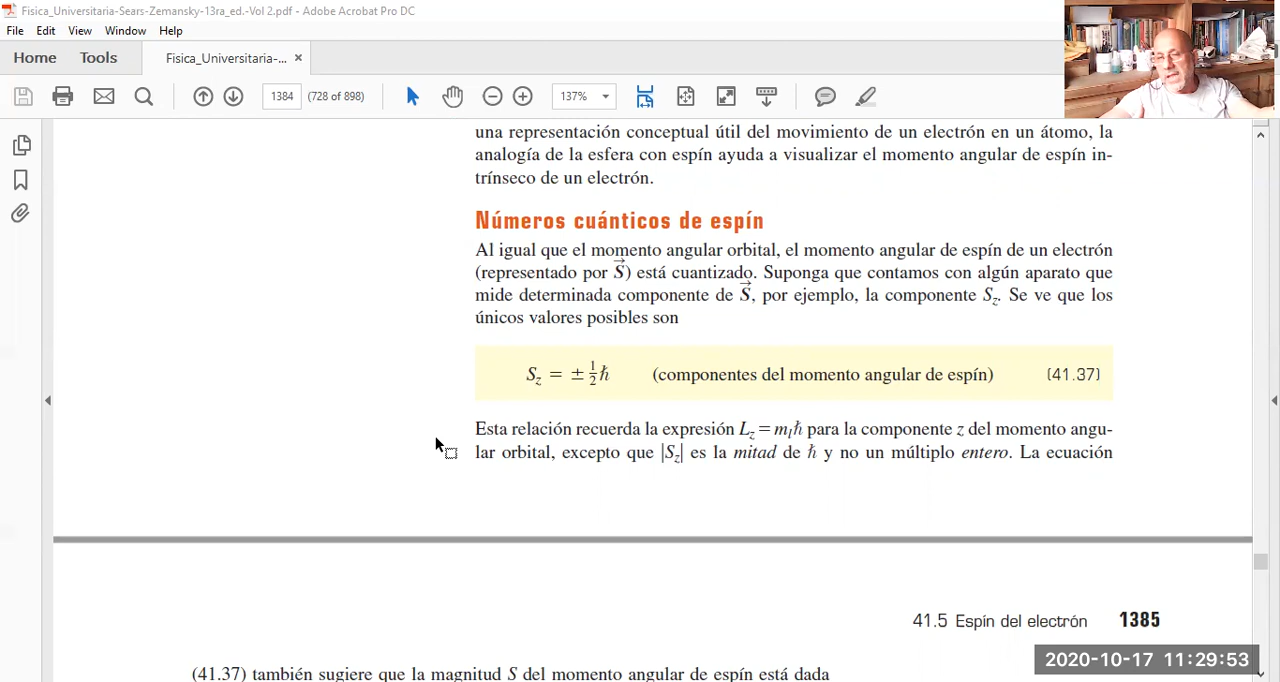 Fisica_Universitaria-Sears-Zemansky-13ra_ed.-Vol 2.pdf - Adobe Acrobat Pro DC
File Edit View Window Help
Home Tools Fisica_Universitaria-... ×
1384 (728 of 898) 137%
una representación conceptual útil del movimiento de un electrón en un átomo, la
analogía de la esfera con espín ayuda a visualizar el momento angular de espín in-
trínseco de un electrón.
Números cuánticos de espín
Al igual que el momento angular orbital, el momento angular de espín de un electrón
(representado por S⃗) está cuantizado. Suponga que contamos con algún aparato que
mide determinada componente de S⃗, por ejemplo, la componente S_z. Se ve que los
únicos valores posibles son
S_z = ± 1/2 ℏ (componentes del momento angular de espín) (41.37)
Esta relación recuerda la expresión L_z = m_l ℏ para la componente z del momento angu-
lar orbital, excepto que |S_z| es la mitad de ℏ y no un múltiplo entero. La ecuación
41.5 Espín del electrón 1385
2020-10-17 11:29:53
(41.37) también sugiere que la magnitud S del momento angular de espín está dada